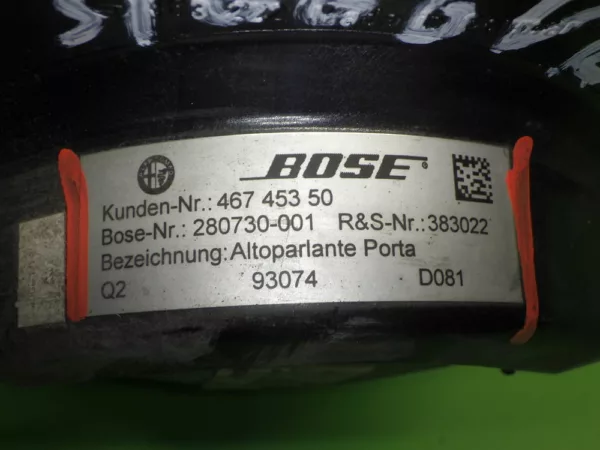 BOSE
Kunden-Nr.: 467 453 50
Bose-Nr.: 280730-001 R&S-Nr.:383022
Bezeichnung: Altoparlante Porta
Q2 93074 D081